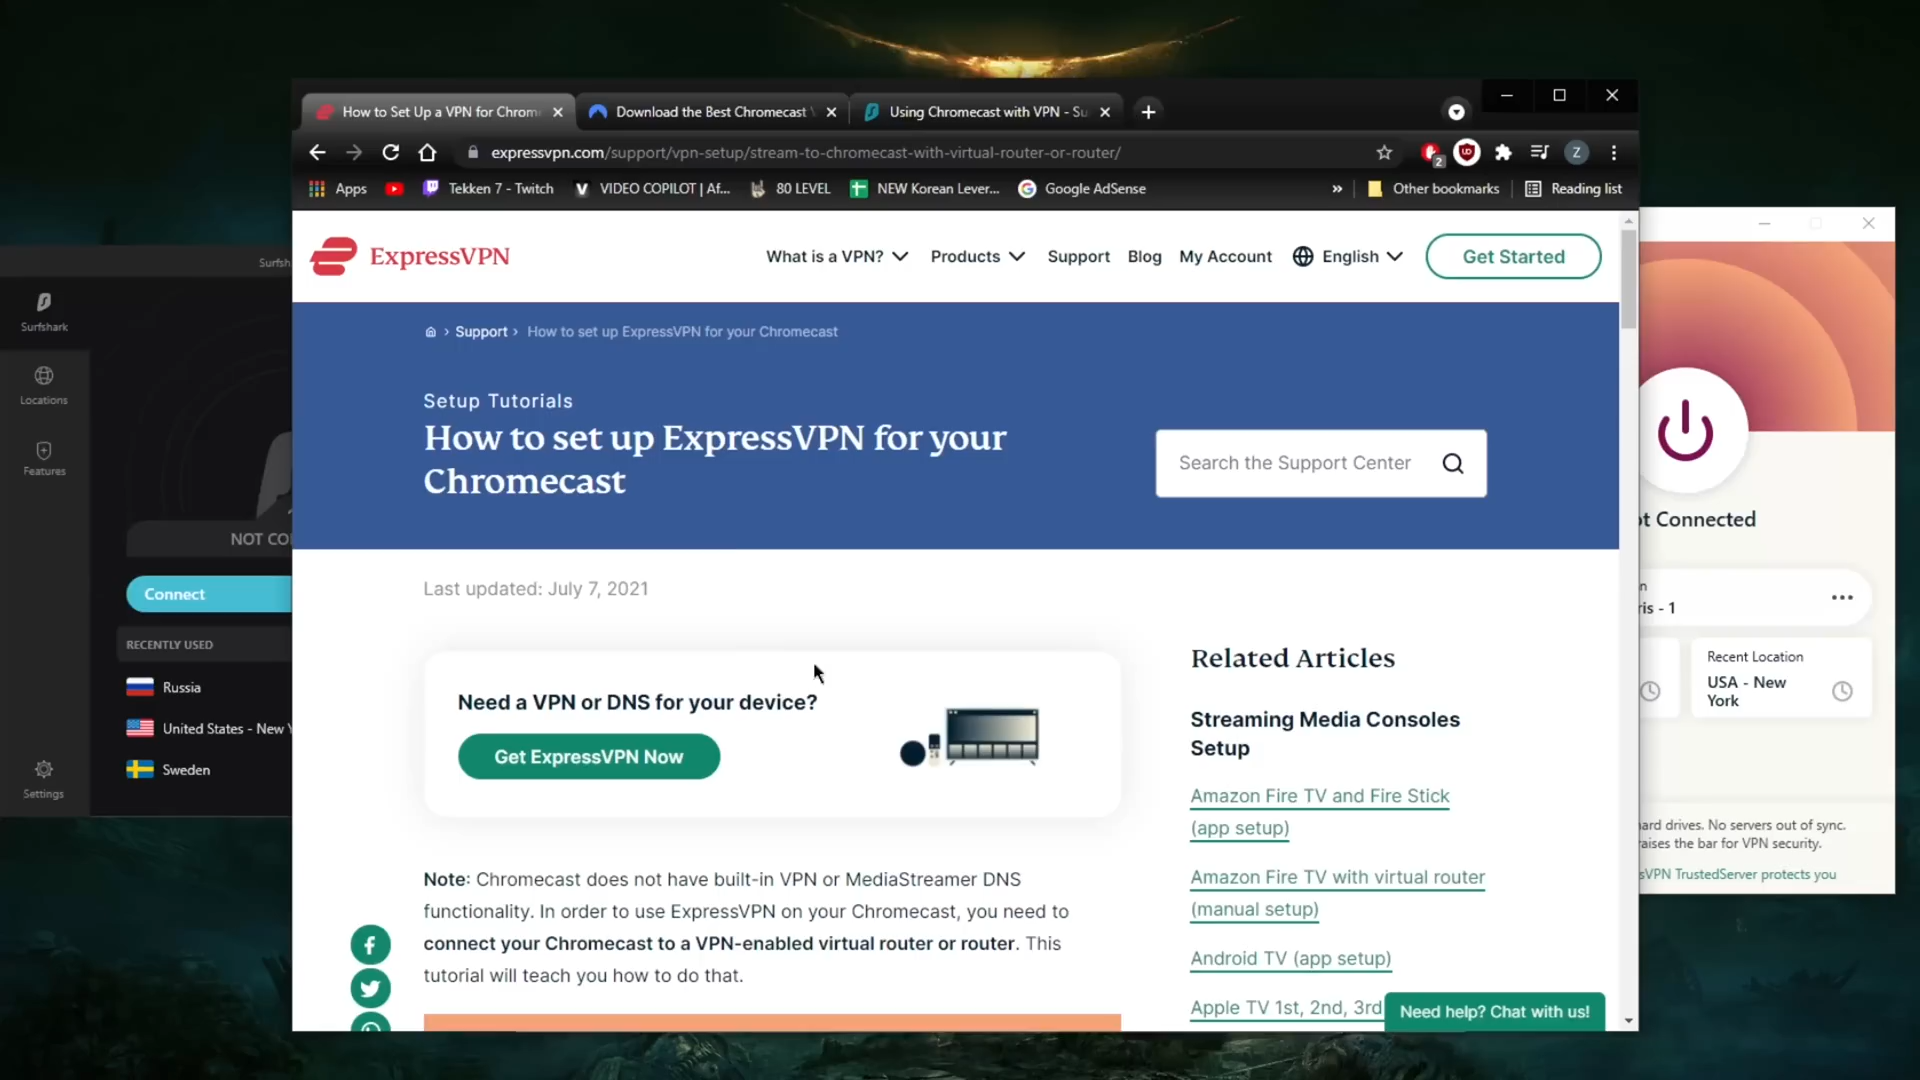 How to Set Up a VPN for Chrom
Download the Best Chromecast
Using Chromecast with VPN - Su
expressvpn.com/support/vpn-setup/stream-to-chromecast-with-virtual-router-or-router/
2
Z
Apps
Tekken 7 - Twitch
VIDEO COPILOT | Af...
80 LEVEL
NEW Korean Lever...
Google AdSense
»
Other bookmarks
Reading list
ExpressVPN
What is a VPN?
Products
Support
Blog
My Account
English
Get Started
Support › How to set up ExpressVPN for your Chromecast
Setup Tutorials
How to set up ExpressVPN for your
Chromecast
Search the Support Center
Last updated: July 7, 2021
Need a VPN or DNS for your device?
Get ExpressVPN Now
Note: Chromecast does not have built-in VPN or MediaStreamer DNS
functionality. In order to use ExpressVPN on your Chromecast, you need to
connect your Chromecast to a VPN-enabled virtual router or router. This
tutorial will teach you how to do that.
Related Articles
Streaming Media Consoles
Setup
Amazon Fire TV and Fire Stick
(app setup)
Amazon Fire TV with virtual router
(manual setup)
Android TV (app setup)
Apple TV 1st, 2nd, 3rd
Need help? Chat with us!
Surfsh
Surfshark
Locations
Features
Settings
NOT CO
Connect
RECENTLY USED
Russia
United States - New Y
Sweden
t Connected
n
ris - 1
Recent Location
USA - New
York
ard drives. No servers out of sync.
aises the bar for VPN security.
sVPN TrustedServer protects you